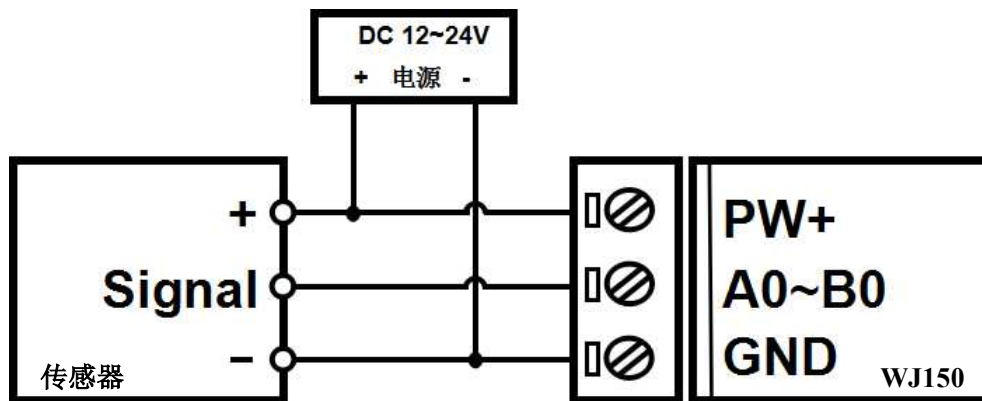 DC 12~24V
+ 电源 -
+ PW+
Signal A0~B0
- GND
传感器 WJ150